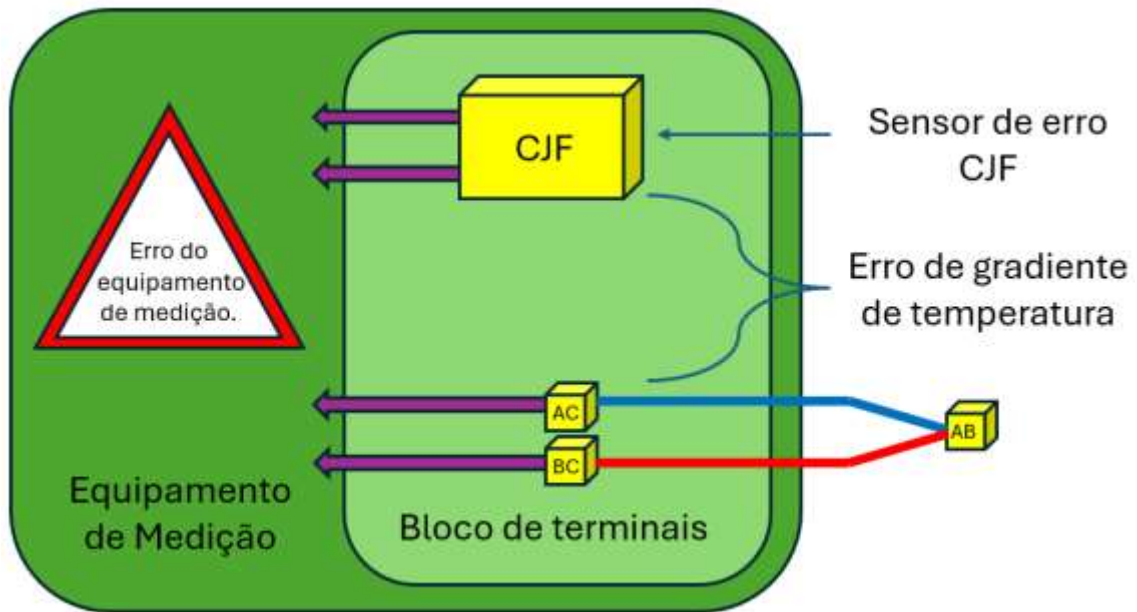 CJF
Sensor de erro
CJF
Erro do
equipamento
de medição.
Erro de gradiente
de temperatura
AC
AB
BC
Equipamento
de Medição
Bloco de terminais